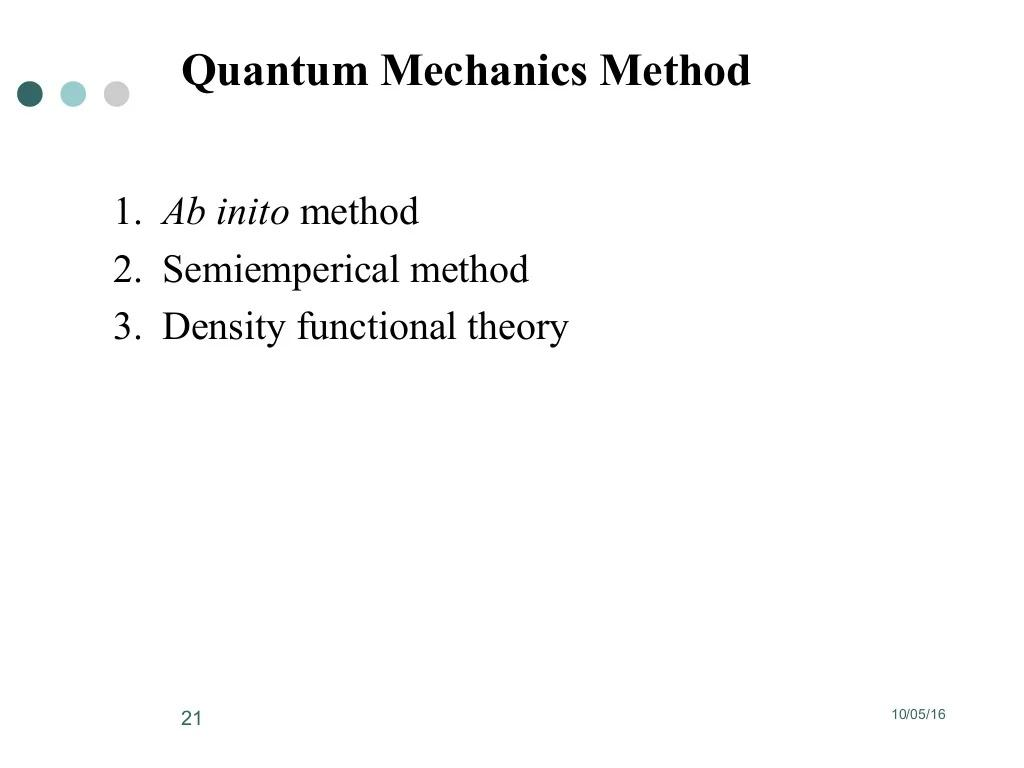 Quantum Mechanics Method
1. Ab inito method
2. Semiemperical method
3. Density functional theory
21
10/05/16